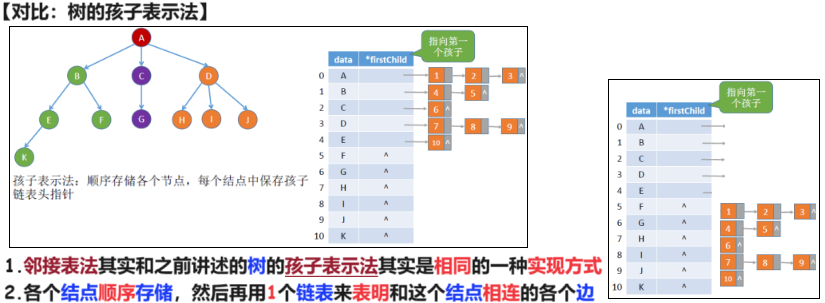 【对比：树的孩子表示法】
A
B C D
E F G H I J
K
孩子表示法：顺序存储各个节点，每个结点中保存孩子
链表头指针
指向第一
个孩子
data *firstChild
0 A 1 2 3 ^
1 B 4 5 ^
2 C 6 ^
3 D 7 8 9 ^
4 E 10 ^
5 F ^
6 G ^
7 H ^
8 I ^
9 J ^
10 K ^
指向第一
个孩子
data *firstChild
0 A
1 B
2 C
3 D
4 E
5 F ^ 1 2 3 ^
6 G ^ 4 5 ^
7 H ^ 6 ^
8 I ^ 7 8 9 ^
9 J ^ 10 ^
10 K ^
1.邻接表法其实和之前讲述的树的孩子表示法其实是相同的一种实现方式
2.各个结点顺序存储，然后再用1个链表来表明和这个结点相连的各个边